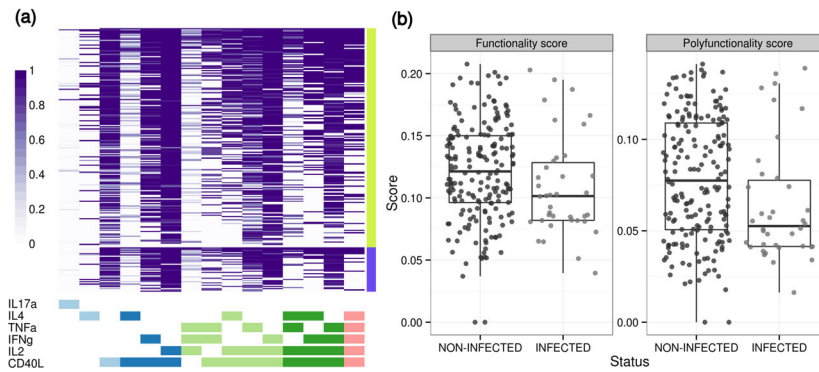 (a)
1
0.8
0.6
0.4
0.2
0
IL17a
IL4
TNFa
IFNg
IL2
CD40L
(b)
Functionality score
Polyfunctionality score
Score
0.20
0.15
0.10
0.05
0.00
0.10
0.05
0.00
NON-INFECTED INFECTED
NON-INFECTED INFECTED
Status